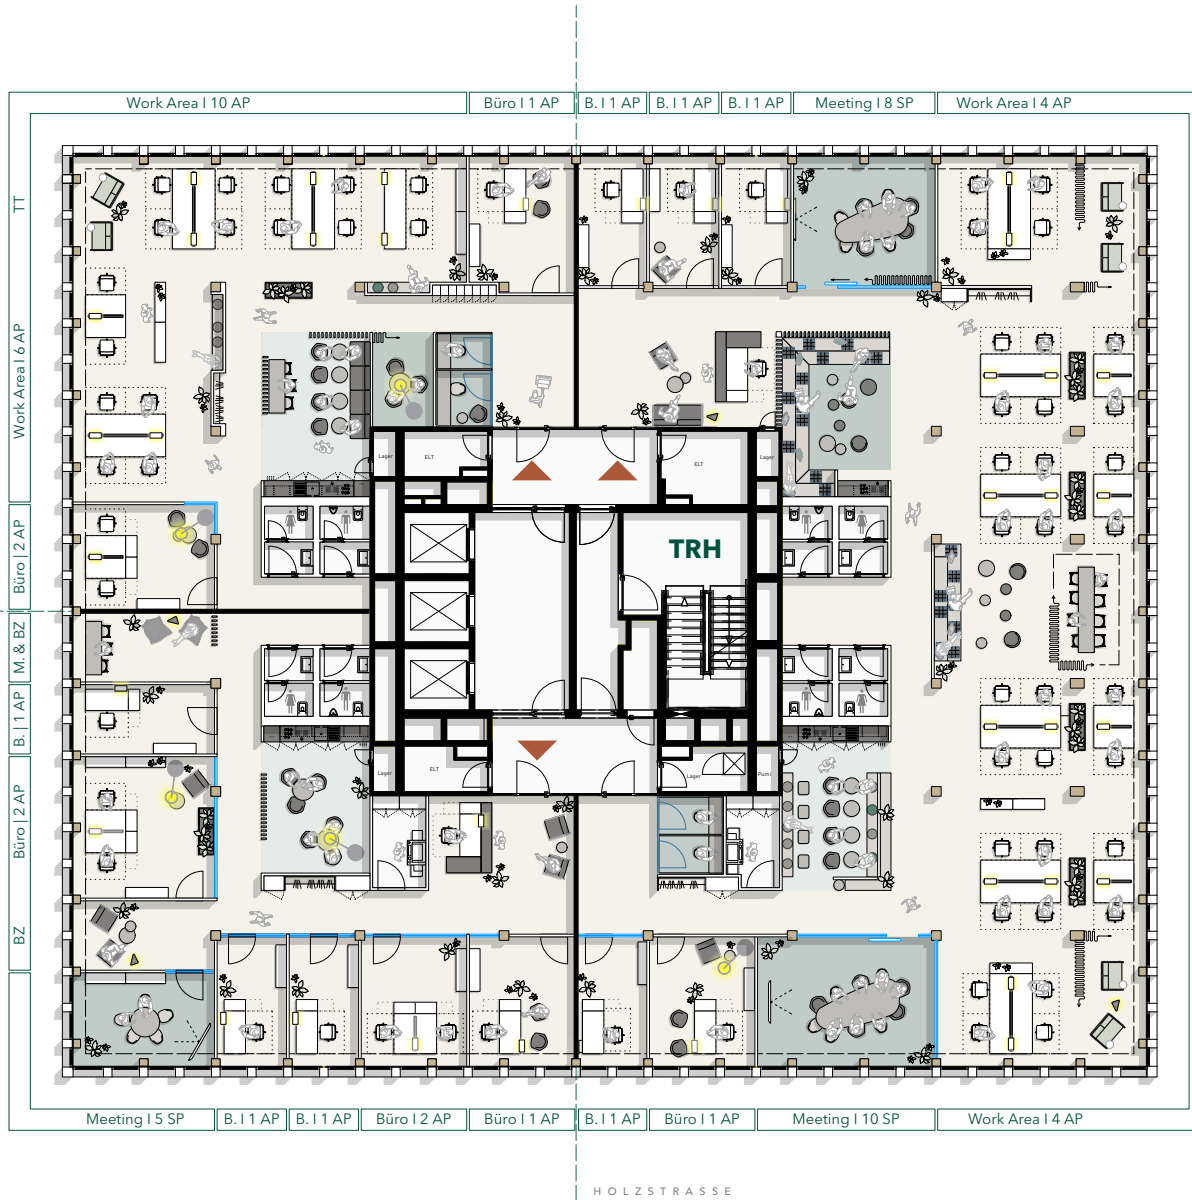 Work Area I 10 AP
Büro I 1 AP
B. I 1 AP
B. I 1 AP
B. I 1 AP
Meeting I 8 SP
Work Area I 4 AP
TT
Work Area I 6 AP
Büro | 2 AP
M. & BZ
B. | 1 AP
Büro | 2 AP
BZ
Lager
ELT
ELT
Lager
TRH
Lager
ELT
Lager
Pumi
Meeting I 5 SP
B. I 1 AP
B. I 1 AP
Büro I 2 AP
Büro I 1 AP
B. I 1 AP
Büro I 1 AP
Meeting I 10 SP
Work Area I 4 AP
HOLZSTRASSE